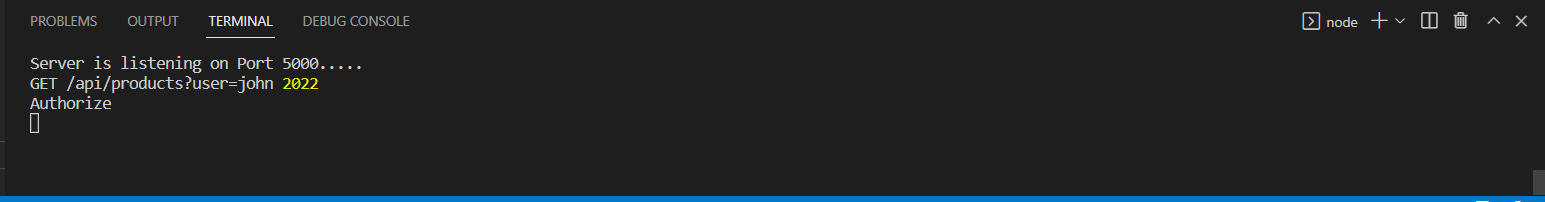 PROBLEMS OUTPUT TERMINAL DEBUG CONSOLE node
Server is listening on Port 5000.....
GET /api/products?user=john 2022
Authorize